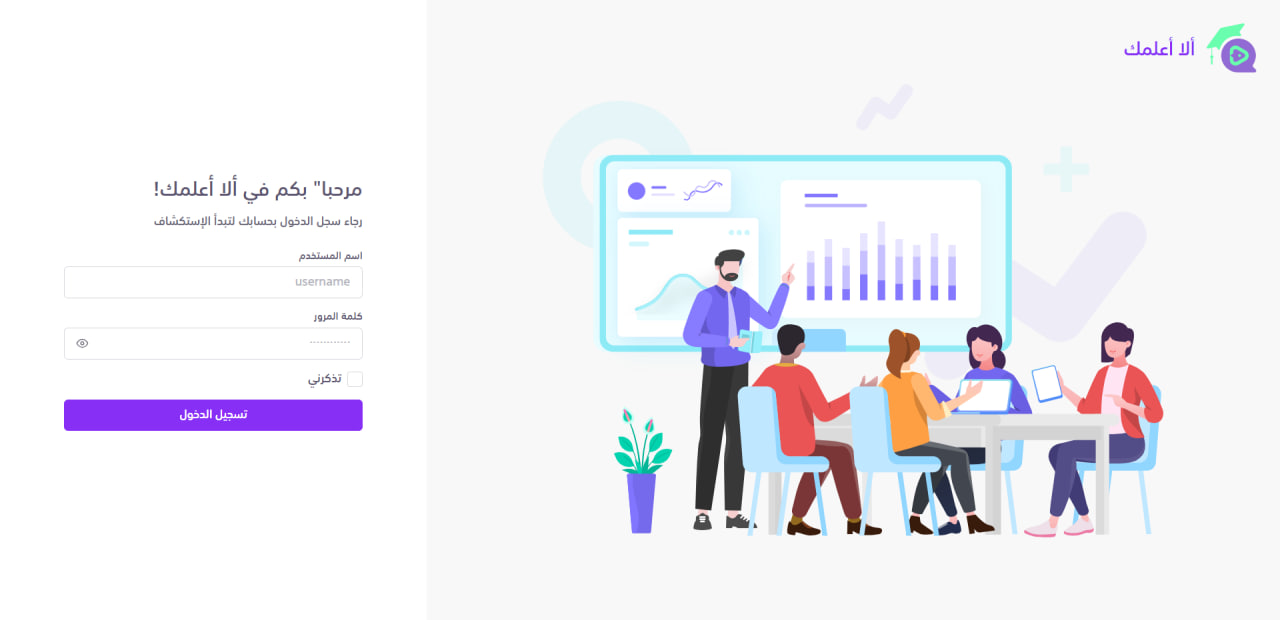 ألا أعلمك
مرحبا" بكم في ألا أعلمك!
رجاء سجل الدخول بحسابك لتبدأ الإستكشاف
اسم المستخدم
username
كلمة المرور
············
تذكرني
تسجيل الدخول